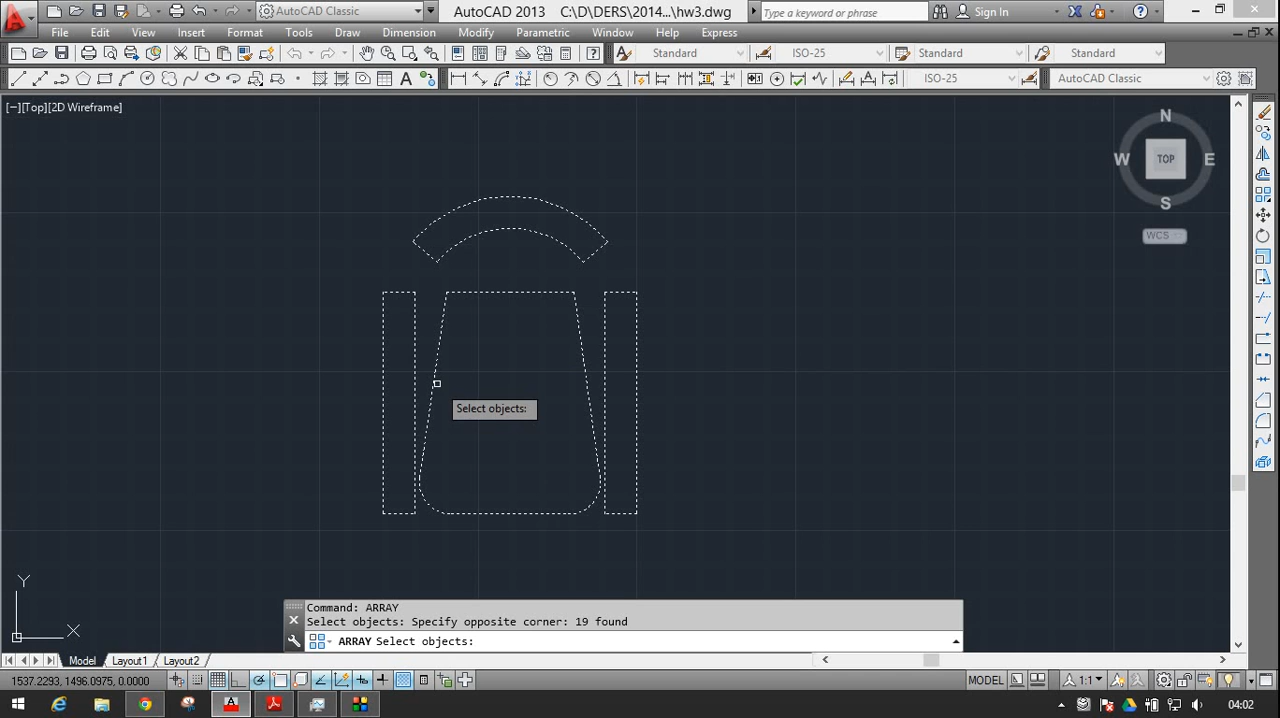 AutoCAD Classic
AutoCAD 2013
C:\D\DERS\2014...\hw3.dwg
Type a keyword or phrase
Sign In
File Edit View Insert Format Tools Draw Dimension Modify Parametric Window Help Express
Standard
ISO-25
Standard
Standard
ISO-25
AutoCAD Classic
[−][Top][2D Wireframe]
N
W
TOP
E
S
WCS
Select objects:
Y
X
Command: ARRAY
Select objects: Specify opposite corner: 19 found
ARRAY Select objects:
Model Layout1 Layout2
1537.2293, 1496.0975, 0.0000
MODEL
1:1
04:02